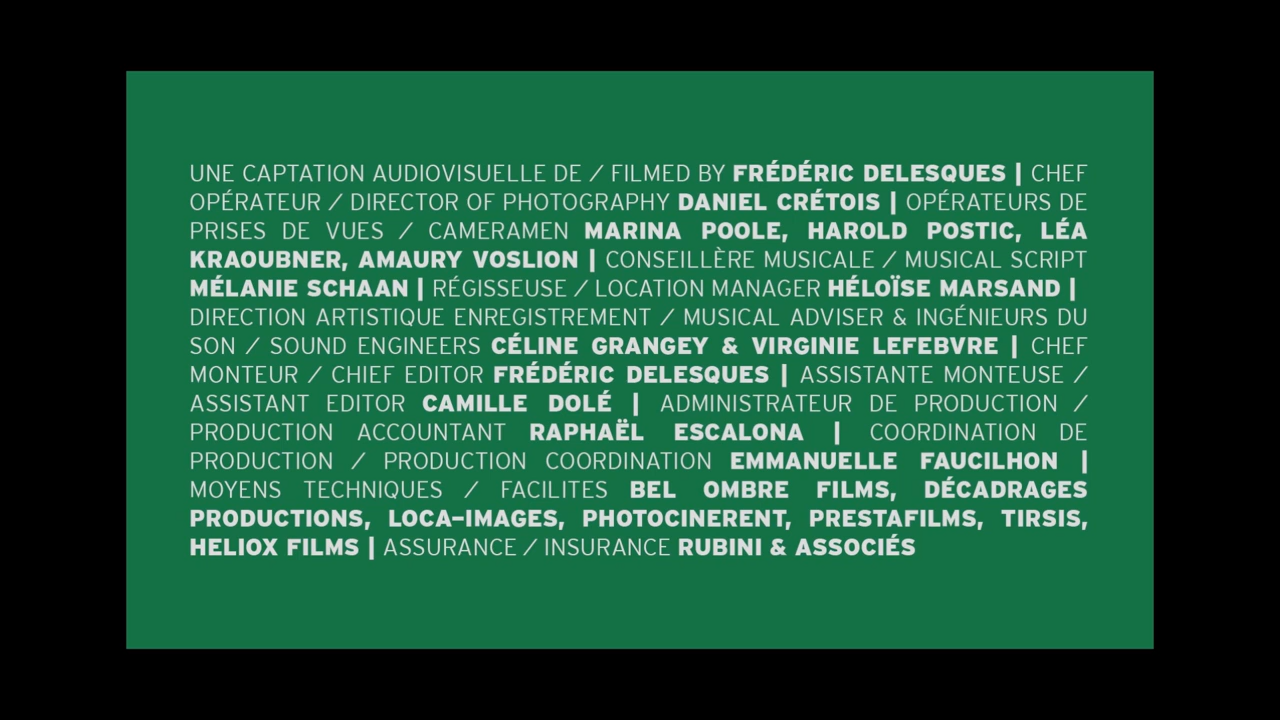 UNE CAPTATION AUDIOVISUELLE DE / FILMED BY FRÉDÉRIC DELESQUES | CHEF
OPÉRATEUR / DIRECTOR OF PHOTOGRAPHY DANIEL CRÉTOIS | OPÉRATEURS DE
PRISES DE VUES / CAMERAMEN MARINA POOLE, HAROLD POSTIC, LÉA
KRAOUBNER, AMAURY VOSLION | CONSEILLÈRE MUSICALE / MUSICAL SCRIPT
MÉLANIE SCHAAN | RÉGISSEUSE / LOCATION MANAGER HÉLOÏSE MARSAND |
DIRECTION ARTISTIQUE ENREGISTREMENT / MUSICAL ADVISER & INGÉNIEURS DU
SON / SOUND ENGINEERS CÉLINE GRANGEY & VIRGINIE LEFEBVRE | CHEF
MONTEUR / CHIEF EDITOR FRÉDÉRIC DELESQUES | ASSISTANTE MONTEUSE /
ASSISTANT EDITOR CAMILLE DOLÉ | ADMINISTRATEUR DE PRODUCTION /
PRODUCTION ACCOUNTANT RAPHAËL ESCALONA | COORDINATION DE
PRODUCTION / PRODUCTION COORDINATION EMMANUELLE FAUCILHON |
MOYENS TECHNIQUES / FACILITES BEL OMBRE FILMS, DÉCADRAGES
PRODUCTIONS, LOCA–IMAGES, PHOTOCINERENT, PRESTAFILMS, TIRSIS,
HELIOX FILMS | ASSURANCE / INSURANCE RUBINI & ASSOCIÉS